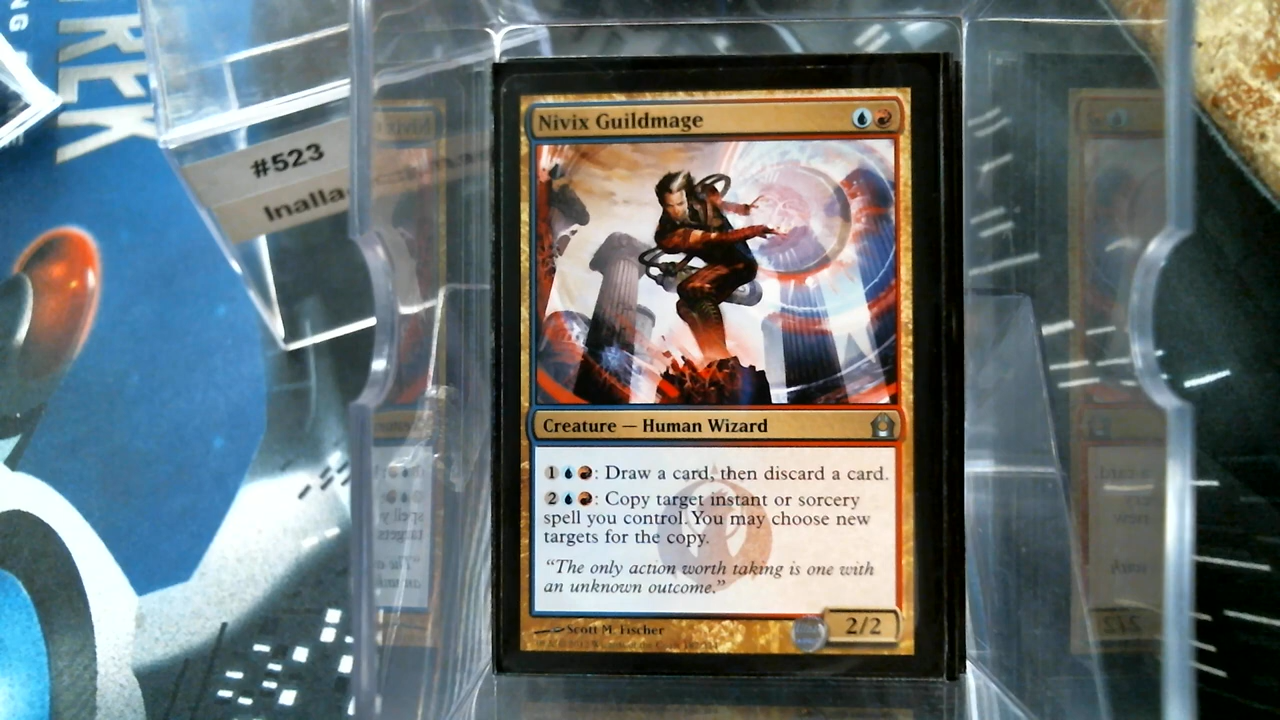 TREK
#523
Inalla
Nivix Guildmage
Creature — Human Wizard
1: Draw a card, then discard a card.
2: Copy target instant or sorcery
spell you control. You may choose new
targets for the copy.
"The only action worth taking is one with
an unknown outcome."
Scott M. Fischer
2/2